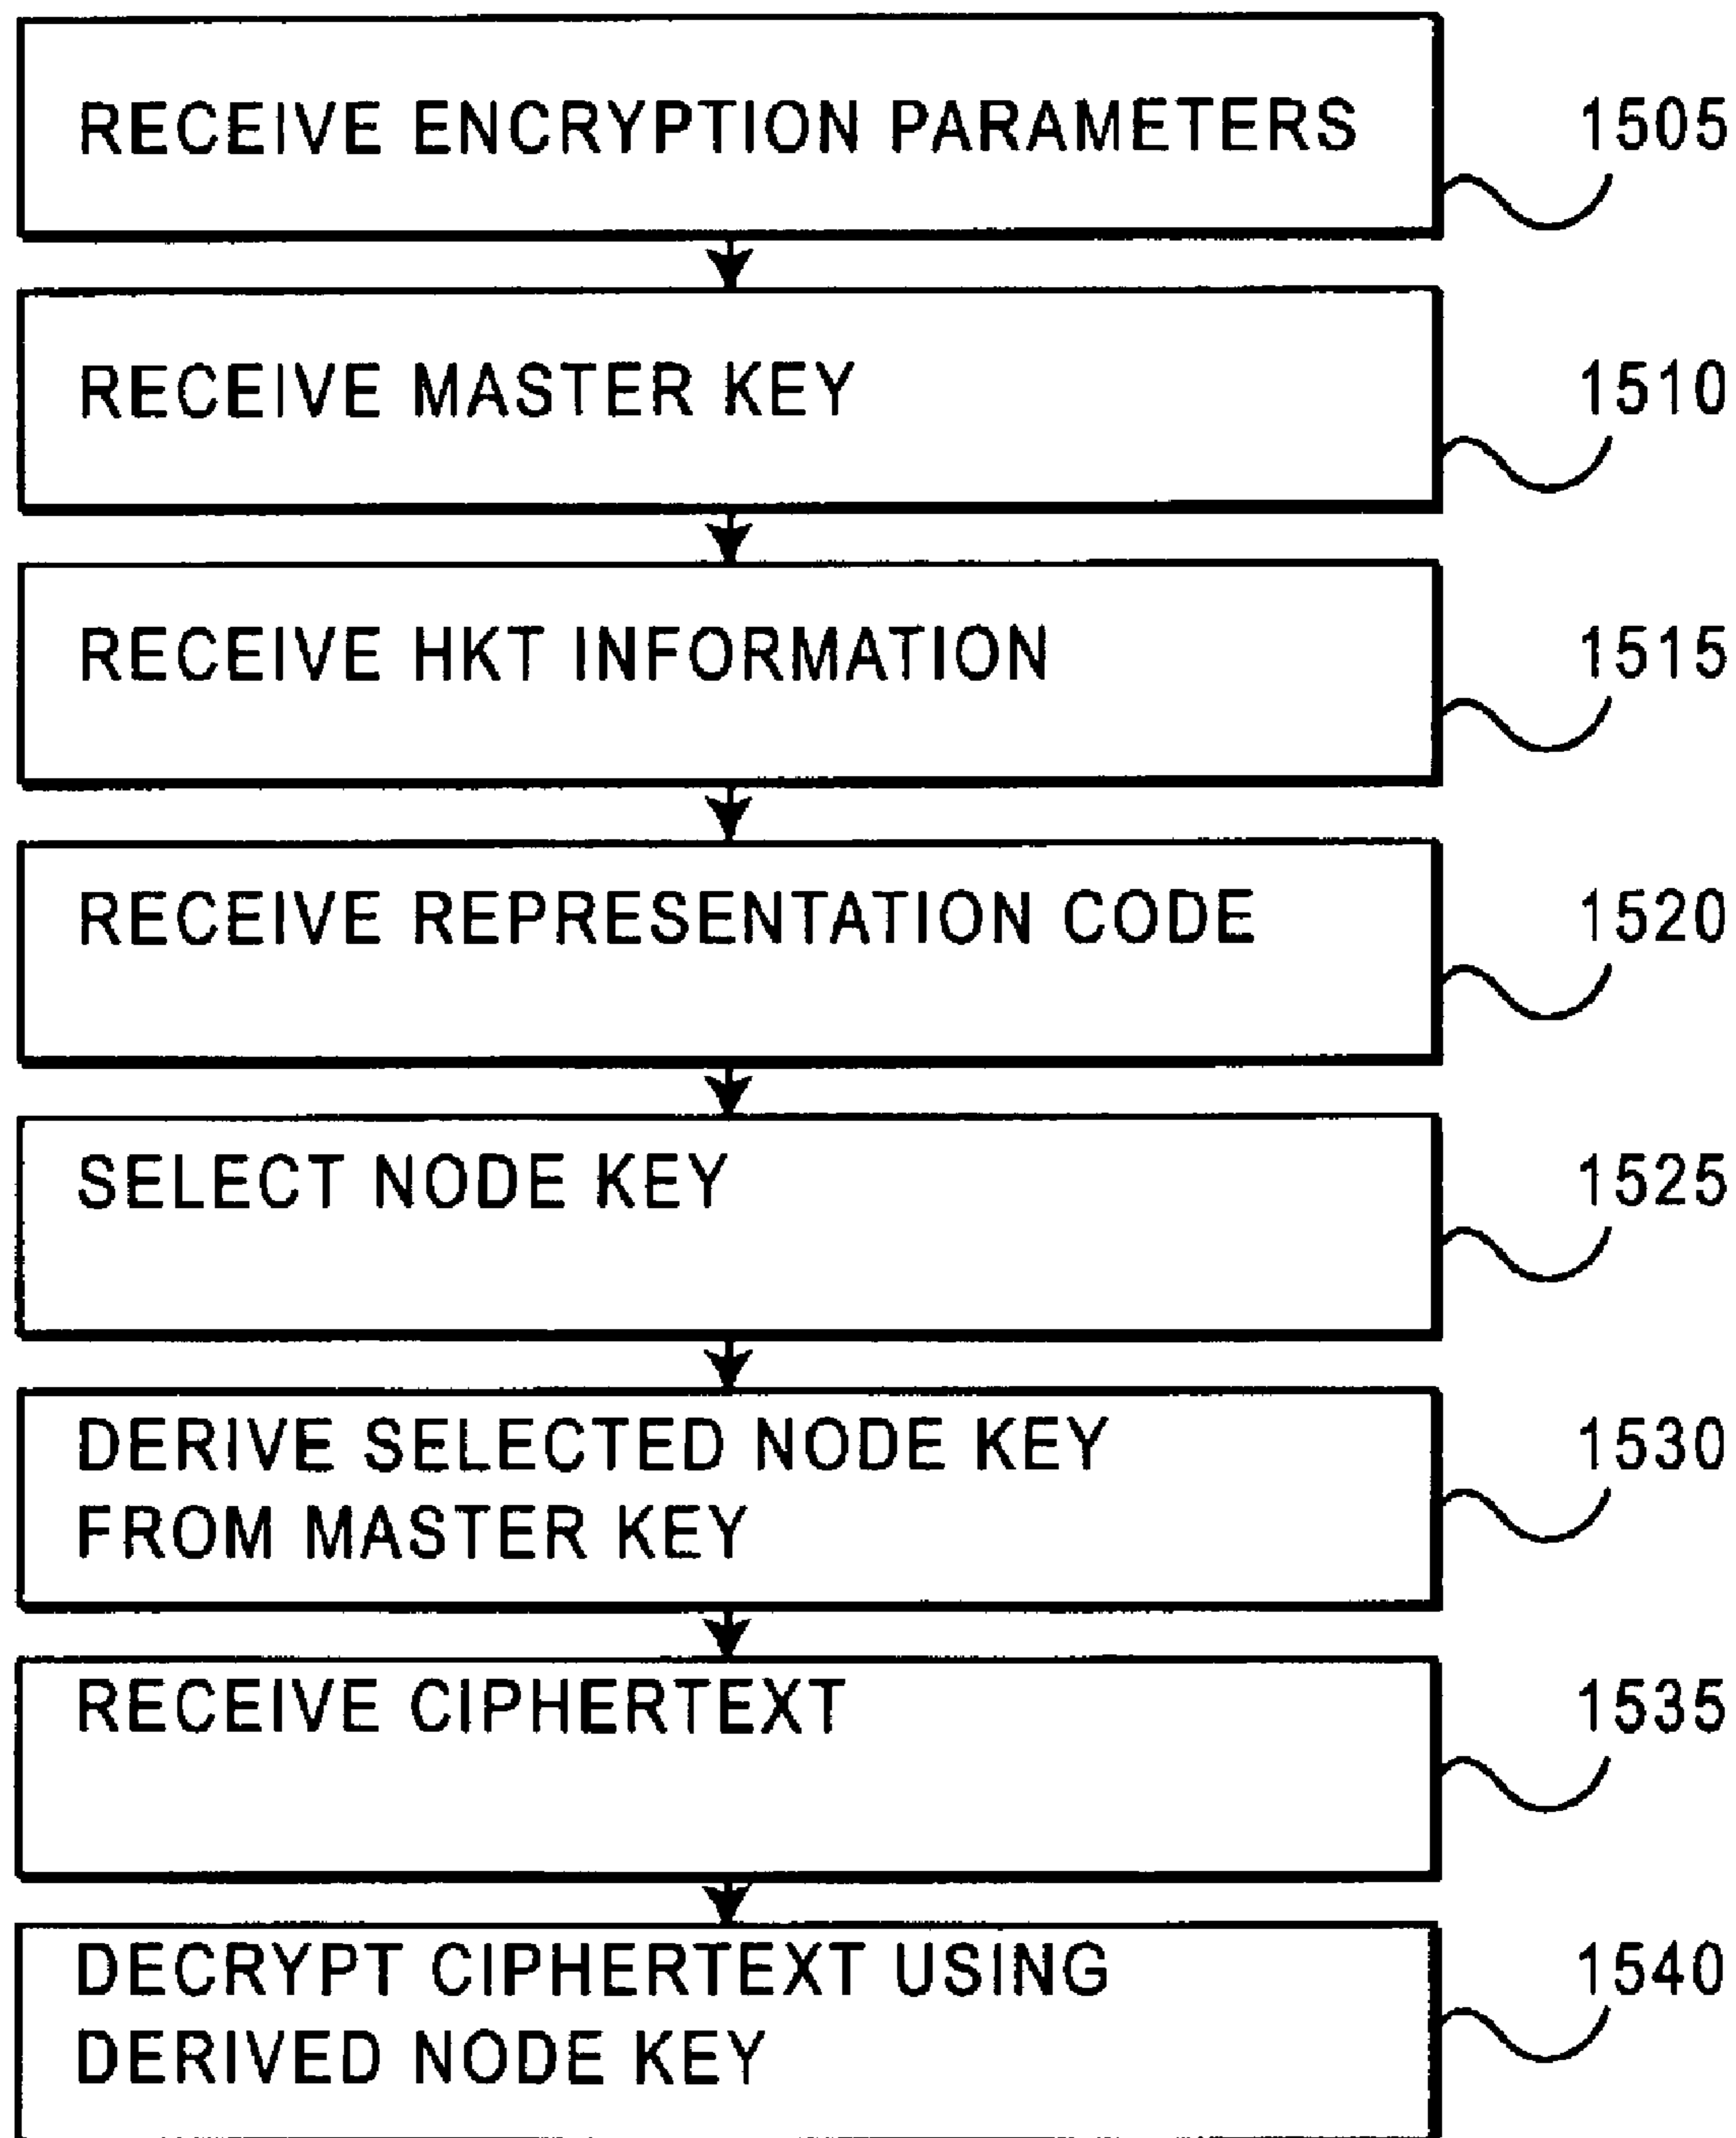 RECEIVE ENCRYPTION PARAMETERS
1505
RECEIVE MASTER KEY
1510
RECEIVE HKT INFORMATION
1515
RECEIVE REPRESENTATION CODE
1520
SELECT NODE KEY
1525
DERIVE SELECTED NODE KEY
FROM MASTER KEY
1530
RECEIVE CIPHERTEXT
1535
DECRYPT CIPHERTEXT USING
DERIVED NODE KEY
1540